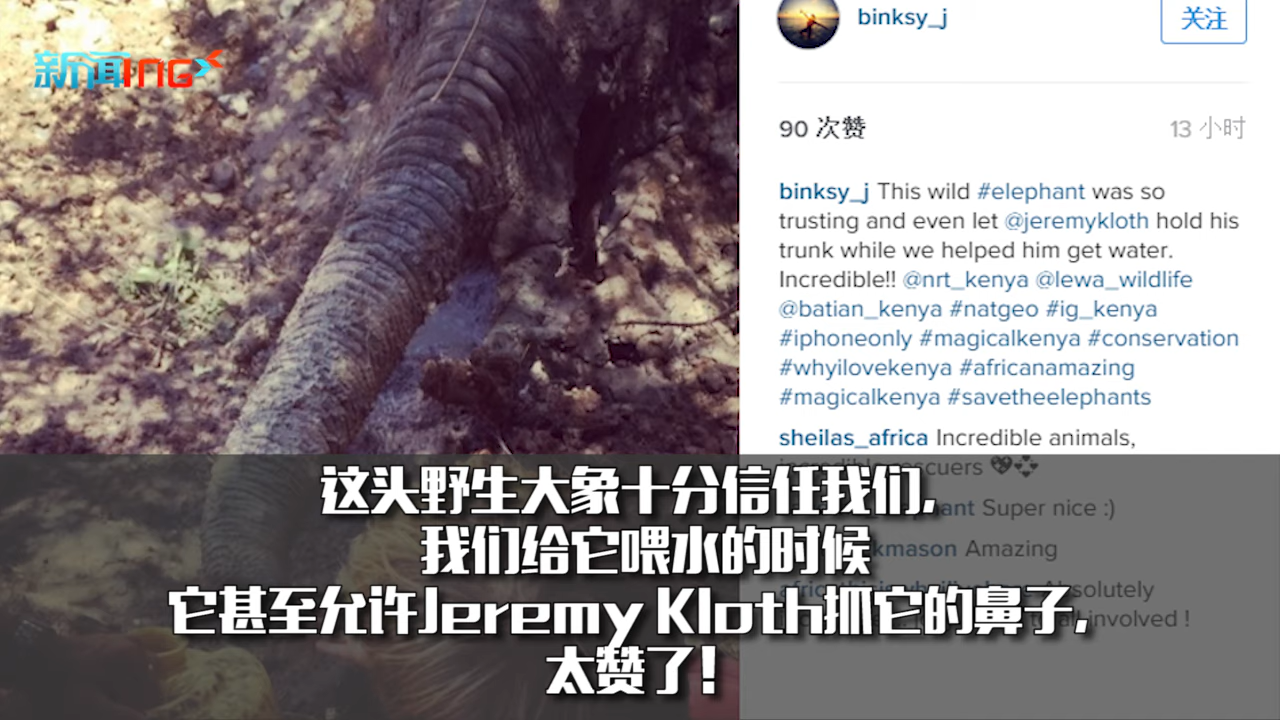 新闻ING
binksy_j
关注
90 次赞
13 小时
binksy_j This wild #elephant was so
trusting and even let @jeremykloth hold his
trunk while we helped him get water.
Incredible!! @nrt_kenya @lewa_wildlife
@batian_kenya #natgeo #ig_kenya
#iphoneonly #magicalkenya #conservation
#whyilovekenya #africanamazing
#magicalkenya #savetheelephants
sheilas_africa Incredible animals,
incredible rescuers
Super nice :)
Amazing
Absolutely
involved !
这头野生大象十分信任我们,
我们给它喂水的时候
它甚至允许Jeremy Kloth抓它的鼻子,
太赞了!